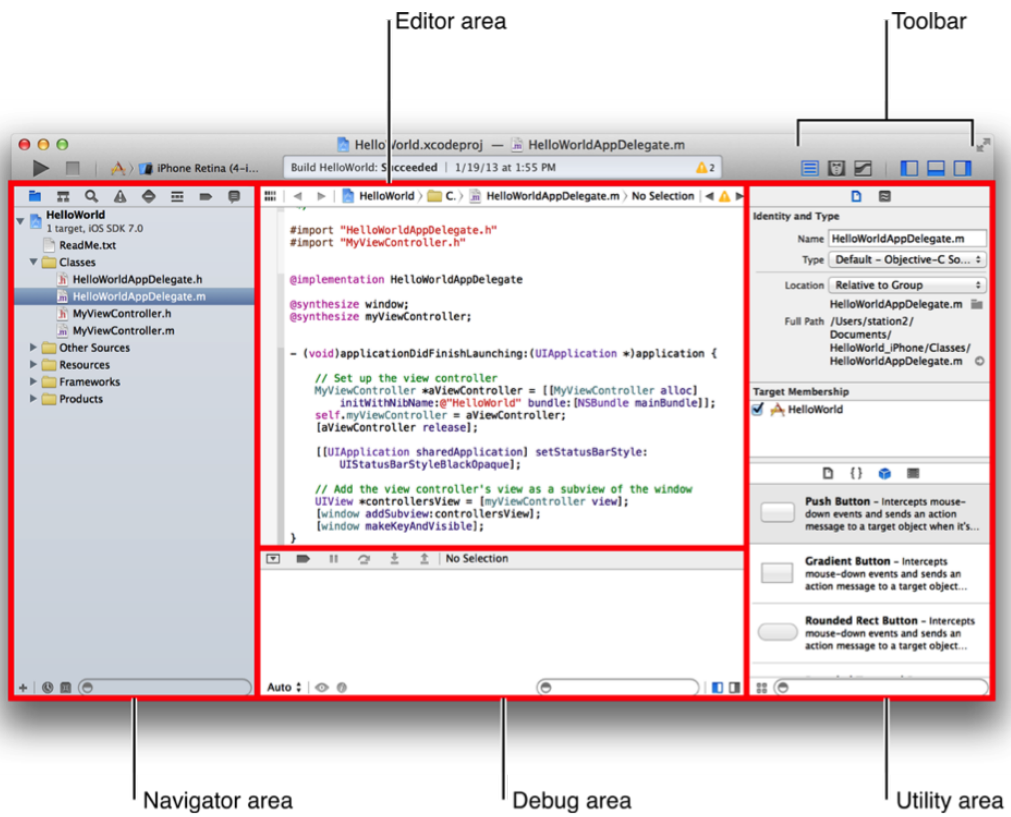 Editor area
Toolbar
HelloWorld.xcodeproj — HelloWorldAppDelegate.m
iPhone Retina (4-i...
Build HelloWorld: Succeeded | 1/19/13 at 1:55 PM
2
HelloWorld
1 target, iOS SDK 7.0
ReadMe.txt
Classes
HelloWorldAppDelegate.h
HelloWorldAppDelegate.m
MyViewController.h
MyViewController.m
Other Sources
Resources
Frameworks
Products
HelloWorld › C. › HelloWorldAppDelegate.m › No Selection
#import "HelloWorldAppDelegate.h"
#import "MyViewController.h"
@implementation HelloWorldAppDelegate
@synthesize window;
@synthesize myViewController;
- (void)applicationDidFinishLaunching:(UIApplication *)application {
// Set up the view controller
MyViewController *aViewController = [[MyViewController alloc]
initWithNibName:@"HelloWorld" bundle:[NSBundle mainBundle]];
self.myViewController = aViewController;
[aViewController release];
[[UIApplication sharedApplication] setStatusBarStyle:
UIStatusBarStyleBlackOpaque];
// Add the view controller's view as a subview of the window
UIView *controllersView = [myViewController view];
[window addSubview:controllersView];
[window makeKeyAndVisible];
}
No Selection
Auto
Identity and Type
Name HelloWorldAppDelegate.m
Type Default - Objective-C So...
Location Relative to Group
HelloWorldAppDelegate.m
Full Path /Users/station2/
Documents/
HelloWorld_iPhone/Classes/
HelloWorldAppDelegate.m
Target Membership
HelloWorld
{ }
Push Button - Intercepts mouse-
down events and sends an action
message to a target object when it's...
Gradient Button - Intercepts
mouse-down events and sends an
action message to a target object...
Rounded Rect Button - Intercepts
mouse-down events and sends an
action message to a target object...
Navigator area
Debug area
Utility area